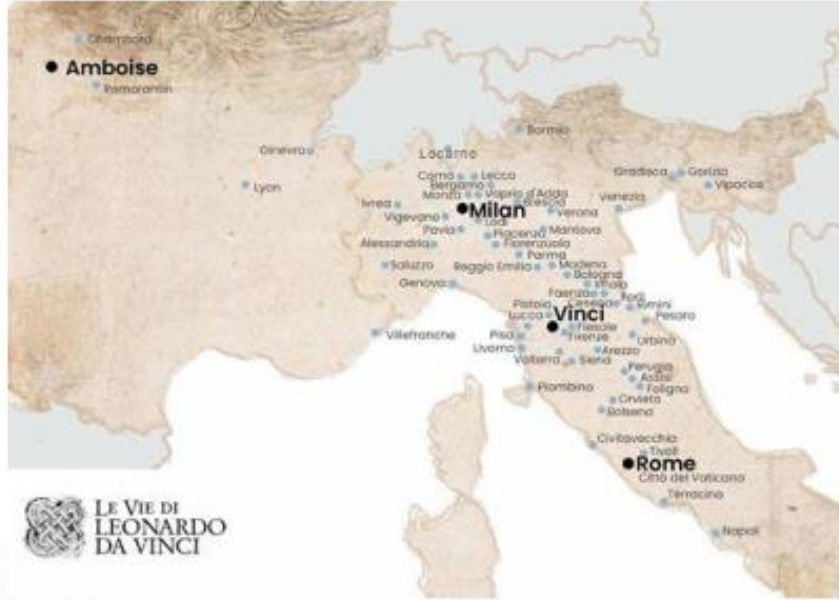 Chambord
Amboise
Romorantin
Bormio
Ginevra
Locarno
Lyon
Como
Lecco
Gradisca
Gorizia
Bergamo
Vipacco
Monza
Vaprio d'Adda
Ivrea
Brescia
Venezia
Milan
Verona
Vigevano
Lodi
Pavia
Piacenza
Mantova
Alessandria
Fiorenzuola
Parma
Saluzzo
Reggio Emilia
Modena
Bologna
Genova
Imola
Faenza
Forlì
Pistoia
Cesena
Rimini
Lucca
Vinci
Pesaro
Villefranche
Pisa
Fiesole
Firenze
Urbino
Livorno
Arezzo
Volterra
Siena
Perugia
Assisi
Piombino
Foligno
Orvieto
Bolsena
Civitavecchia
Tivoli
Rome
Città del Vaticano
Terracina
Napoli
LE VIE DI
LEONARDO
DA VINCI